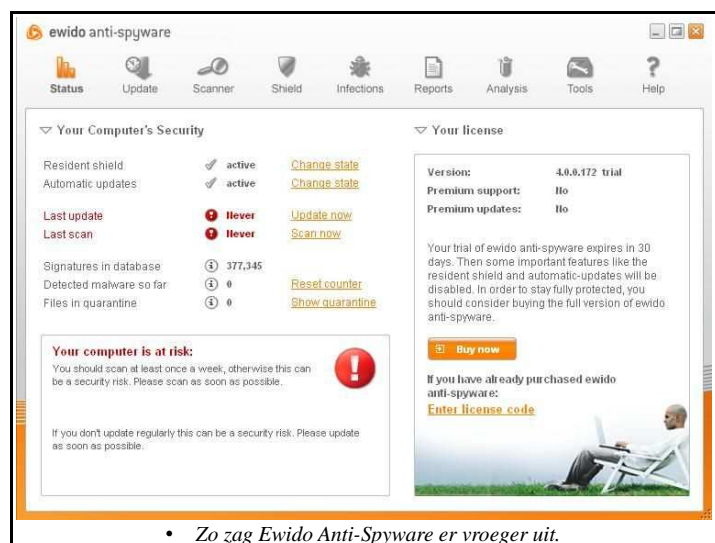 ewido anti-spyware
Status Update Scanner Shield Infections Reports Analysis Tools Help
Your Computer's Security
Resident shield active Change state
Automatic updates active Change state
Last update Never Update now
Last scan Never Scan now
Signatures in database 377,345
Detected malware so far 0 Reset counter
Files in quarantine 0 Show quarantine
Your computer is at risk:
You should scan at least once a week, otherwise this can
be a security risk. Please scan as soon as possible.
If you don't update regularly this can be a security risk. Please update
as soon as possible.
Your license
Version: 4.0.0.172 trial
Premium support: No
Premium updates: No
Your trial of ewido anti-spyware expires in 30
days. Then some important features like the
resident shield and automatic-updates will be
disabled. In order to stay fully protected, you
should consider buying the full version of ewido
anti-spyware.
Buy now
If you have already purchased ewido
anti-spyware:
Enter license code
• Zo zag Ewido Anti-Spyware er vroeger uit.